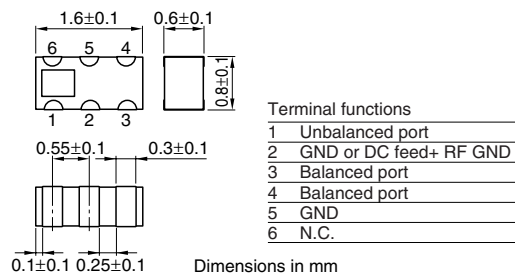 1.6±0.1
0.6±0.1
6 5 4
0.8±0.1
1 2 3
0.55±0.1
0.3±0.1
0.1±0.1
0.25±0.1
Dimensions in mm
Terminal functions
1 Unbalanced port
2 GND or DC feed+ RF GND
3 Balanced port
4 Balanced port
5 GND
6 N.C.